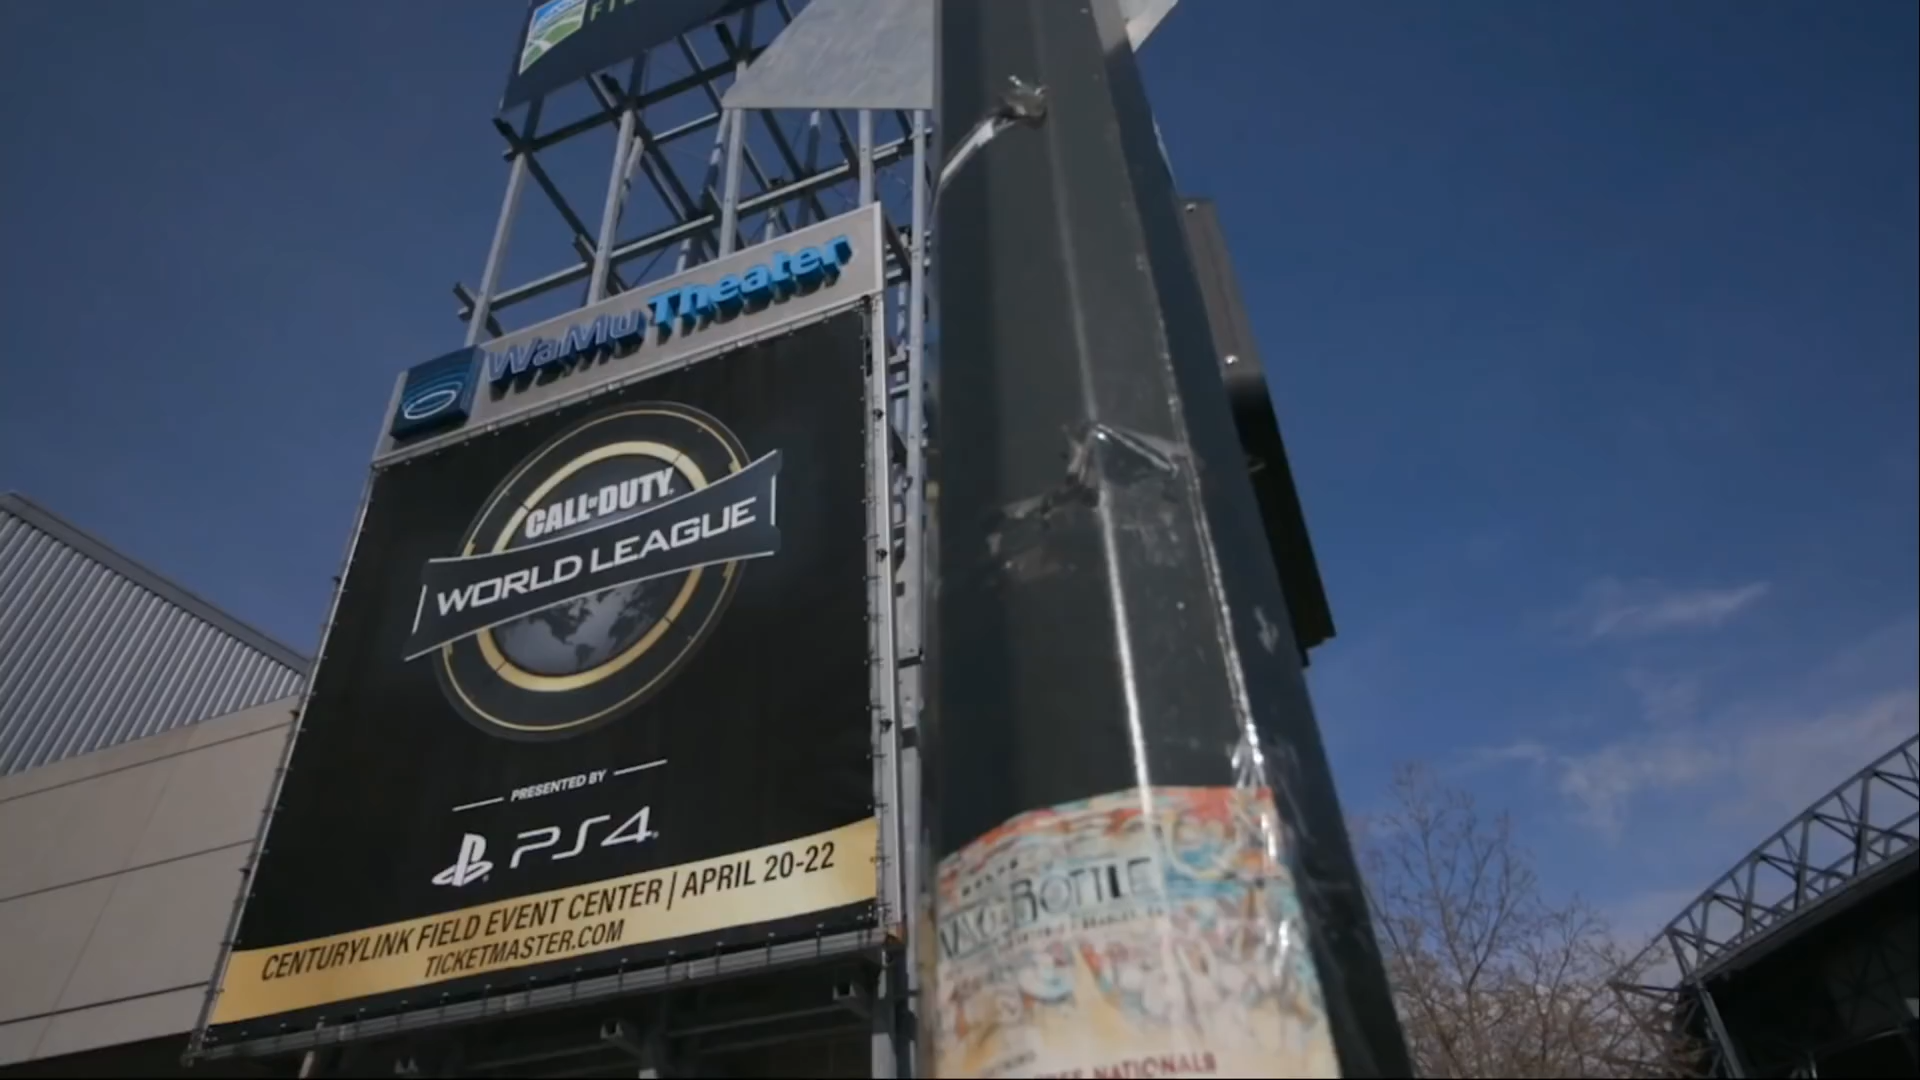 WaMu Theater
CALL OF DUTY
WORLD LEAGUE
PRESENTED BY
PS4
CENTURYLINK FIELD EVENT CENTER | APRIL 20-22
TICKETMASTER.COM
BOTTLE
NATIONALS